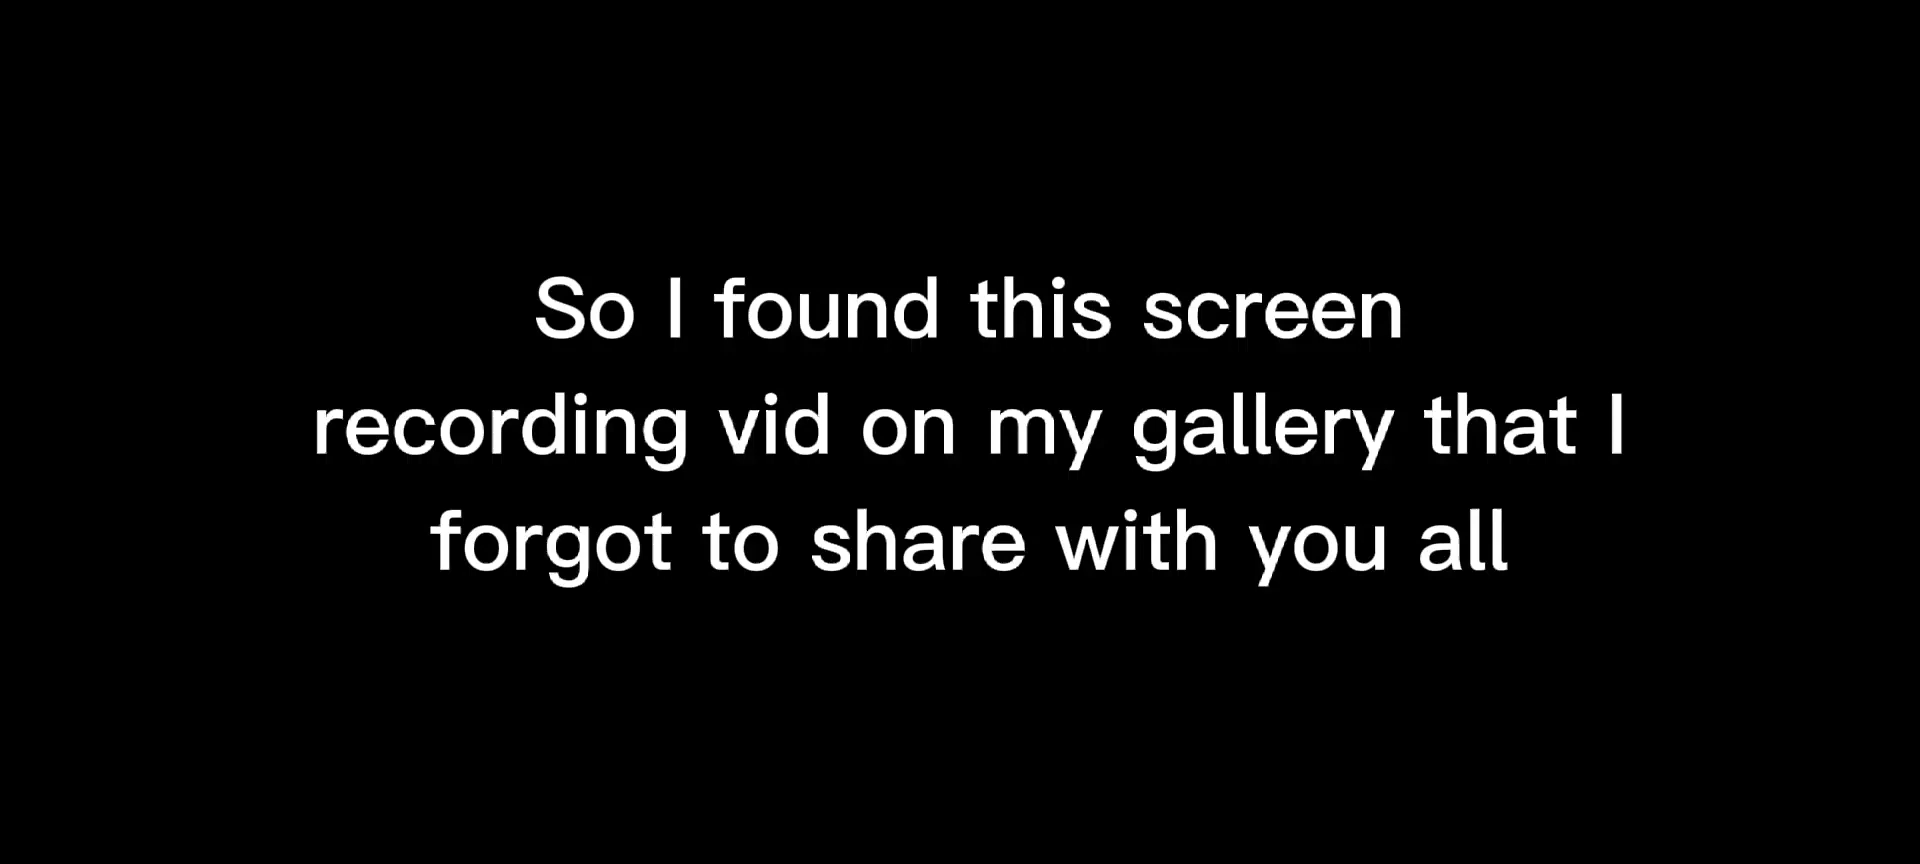 So I found this screen
recording vid on my gallery that I
forgot to share with you all